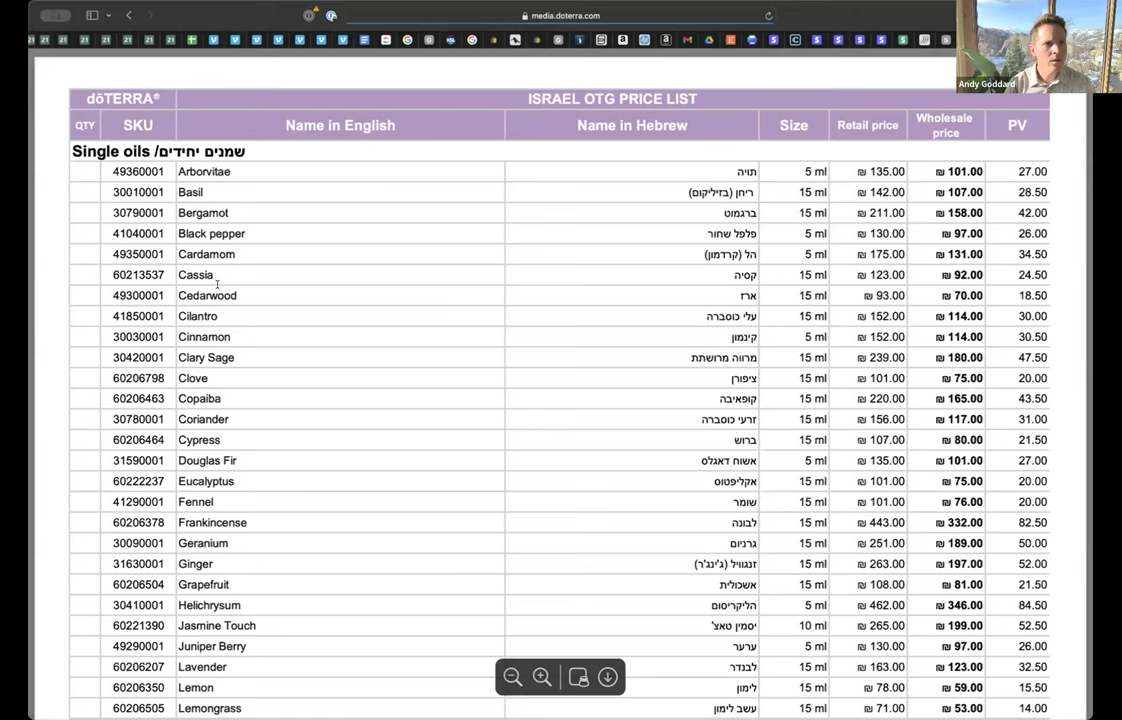 media.doterra.com
Andy Goddard
dōTERRA® ISRAEL OTG PRICE LIST
QTY SKU Name in English Name in Hebrew Size Retail price Wholesale price PV
Single oils /שמנים יחידים
49360001 Arborvitae תויה 5 ml ₪ 135.00 ₪ 101.00 27.00
30010001 Basil ריחן (בזיליקום) 15 ml ₪ 142.00 ₪ 107.00 28.50
30790001 Bergamot ברגמוט 15 ml ₪ 211.00 ₪ 158.00 42.00
41040001 Black pepper פלפל שחור 5 ml ₪ 130.00 ₪ 97.00 26.00
49350001 Cardamom הל (קרדמון) 5 ml ₪ 175.00 ₪ 131.00 34.50
60213537 Cassia קסיה 15 ml ₪ 123.00 ₪ 92.00 24.50
49300001 Cedarwood ארז 15 ml ₪ 93.00 ₪ 70.00 18.50
41850001 Cilantro עלי כוסברה 15 ml ₪ 152.00 ₪ 114.00 30.00
30030001 Cinnamon קינמון 5 ml ₪ 152.00 ₪ 114.00 30.50
30420001 Clary Sage מרווה מרושתת 15 ml ₪ 239.00 ₪ 180.00 47.50
60206798 Clove ציפורן 15 ml ₪ 101.00 ₪ 75.00 20.00
60206463 Copaiba קופאיבה 15 ml ₪ 220.00 ₪ 165.00 43.50
30780001 Coriander זרעי כוסברה 15 ml ₪ 156.00 ₪ 117.00 31.00
60206464 Cypress ברוש 15 ml ₪ 107.00 ₪ 80.00 21.50
31590001 Douglas Fir אשוח דאגלס 5 ml ₪ 135.00 ₪ 101.00 27.00
60222237 Eucalyptus אקליפטוס 15 ml ₪ 101.00 ₪ 75.00 20.00
41290001 Fennel שומר 15 ml ₪ 101.00 ₪ 76.00 20.00
60206378 Frankincense לבונה 15 ml ₪ 443.00 ₪ 332.00 82.50
30090001 Geranium גרניום 15 ml ₪ 251.00 ₪ 189.00 50.00
31630001 Ginger זנגוויל (ג'ינג'ר) 15 ml ₪ 263.00 ₪ 197.00 52.00
60206504 Grapefruit אשכולית 15 ml ₪ 108.00 ₪ 81.00 21.50
30410001 Helichrysum הליקריסום 5 ml ₪ 462.00 ₪ 346.00 84.50
60221390 Jasmine Touch יסמין טאצ' 10 ml ₪ 265.00 ₪ 199.00 52.50
49290001 Juniper Berry ערער 5 ml ₪ 130.00 ₪ 97.00 26.00
60206207 Lavender לבנדר 15 ml ₪ 163.00 ₪ 123.00 32.50
60206350 Lemon לימון 15 ml ₪ 78.00 ₪ 59.00 15.50
60206505 Lemongrass עשב לימון 15 ml ₪ 71.00 ₪ 53.00 14.00